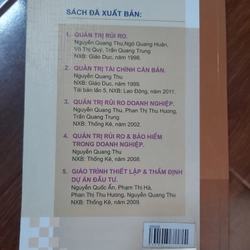 SÁCH ĐÃ XUẤT BẢN:
1. QUẢN TRỊ RỦI RO.
Nguyễn Quang Thu, Ngô Quang Huân,
Võ Thị Quý, Trần Quang Trung
NXB: Giáo Dục, năm 1998.
2. QUẢN TRỊ TÀI CHÍNH CĂN BẢN.
Nguyễn Quang Thu
NXB: Giáo Dục, năm 1999.
Tái bản lần 5, NXB: Lao Động, năm 2011.
3. QUẢN TRỊ RỦI RO DOANH NGHIỆP.
Nguyễn Quang Thu, Phan Thị Thu Hương,
Trần Quang Trung
NXB: Thống Kê, năm 2002.
4. QUẢN TRỊ RỦI RO & BẢO HIỂM
TRONG DOANH NGHIỆP.
Nguyễn Quang Thu
NXB: Thống Kê, năm 2008.
5. GIÁO TRÌNH THIẾT LẬP & THẨM ĐỊNH
DỰ ÁN ĐẦU TƯ.
Nguyễn Quốc Ấn, Phạm Thị Hà,
Phan Thị Thu Hương, Nguyễn Quang Thu
NXB: Thống Kê, năm 2009.